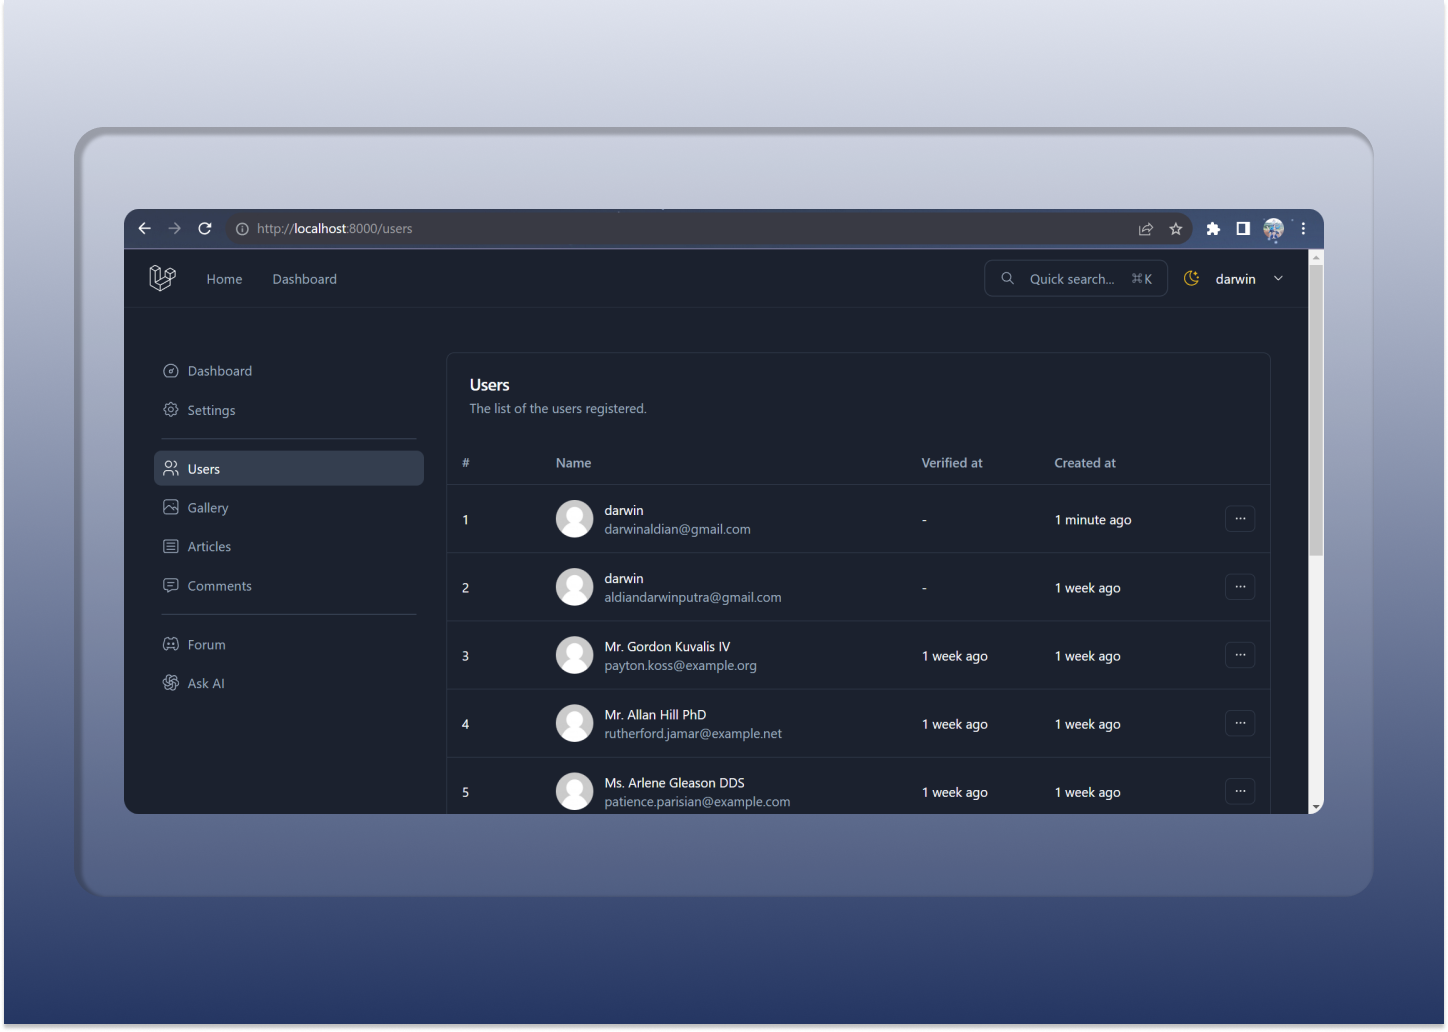 http://localhost:8000/users
Home Dashboard Quick search... ⌘K darwin
Dashboard
Settings
Users
Gallery
Articles
Comments
Forum
Ask AI
Users
The list of the users registered.
# Name Verified at Created at
1 darwin - 1 minute ago ...
darwinaldian@gmail.com
2 darwin - 1 week ago ...
aldiandarwinputra@gmail.com
3 Mr. Gordon Kuvalis IV 1 week ago 1 week ago ...
payton.koss@example.org
4 Mr. Allan Hill PhD 1 week ago 1 week ago ...
rutherford.jamar@example.net
5 Ms. Arlene Gleason DDS 1 week ago 1 week ago ...
patience.parisian@example.com